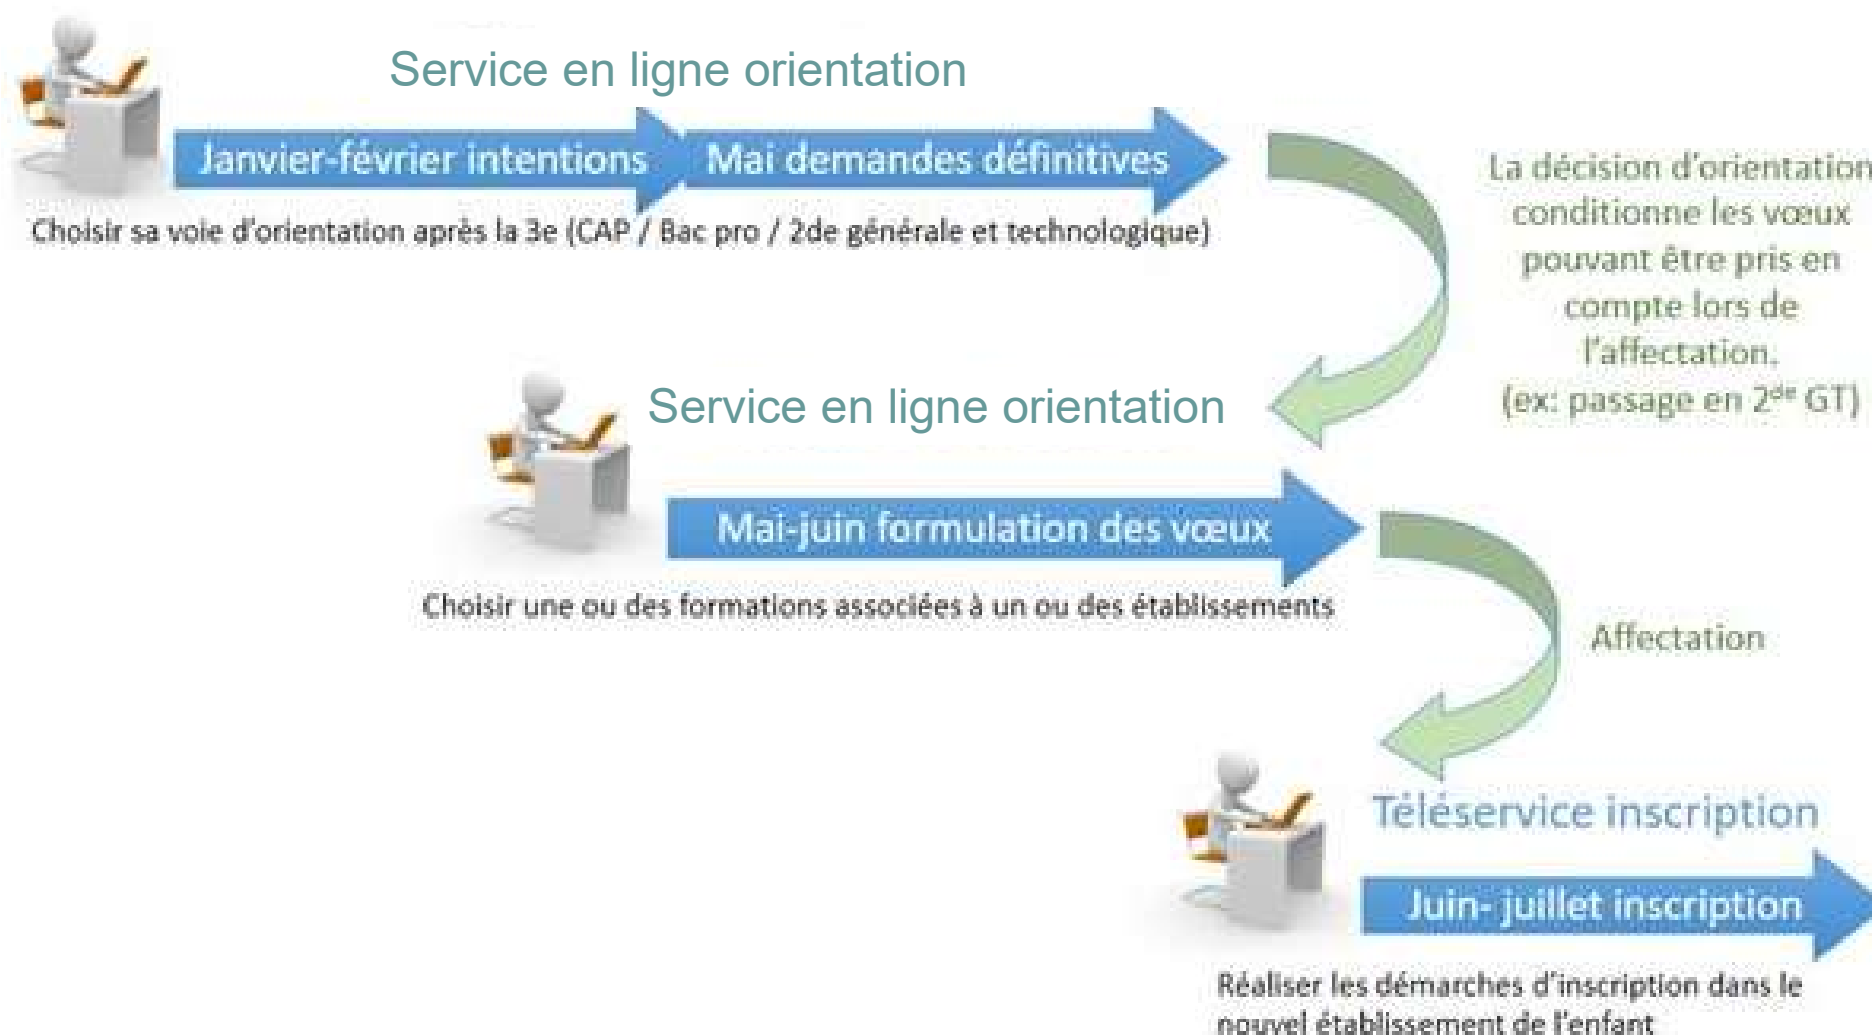 Service en ligne orientation
Janvier-février intentions
Mai demandes définitives
Choisir sa voie d'orientation après la 3e (CAP / Bac pro / 2de générale et technologique)
La décision d'orientation
conditionne les vœux
pouvant être pris en
compte lors de
l'affectation.
(ex: passage en 2de GT)
Service en ligne orientation
Mai-juin formulation des vœux
Choisir une ou des formations associées à un ou des établissements
Affectation
Téléservice inscription
Juin- juillet inscription
Réaliser les démarches d'inscription dans le
nouvel établissement de l'enfant